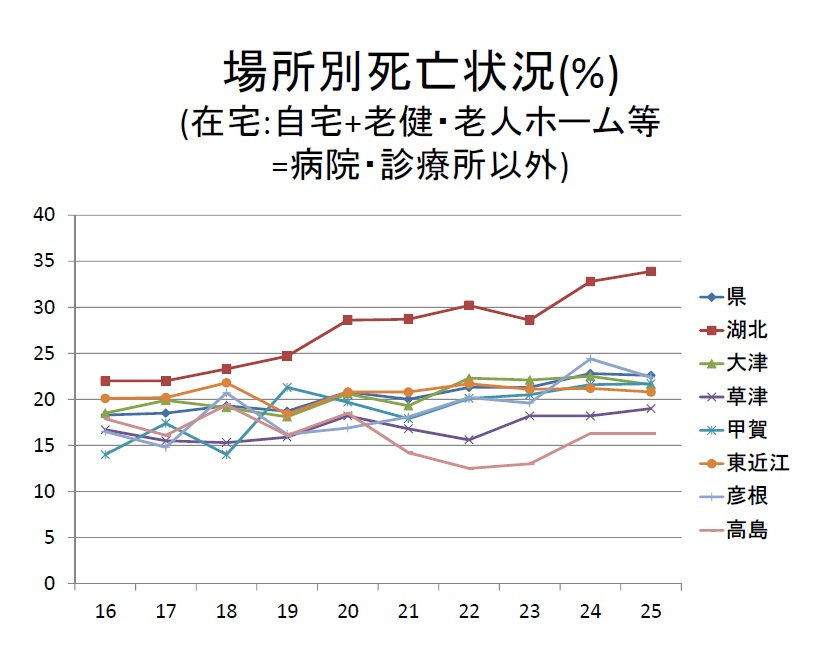 場所別死亡状況(%)
(在宅:自宅+老健・老人ホーム等
=病院・診療所以外)
40
35
30
25
20
15
10
5
0
16 17 18 19 20 21 22 23 24 25
県
湖北
大津
草津
甲賀
東近江
彦根
高島